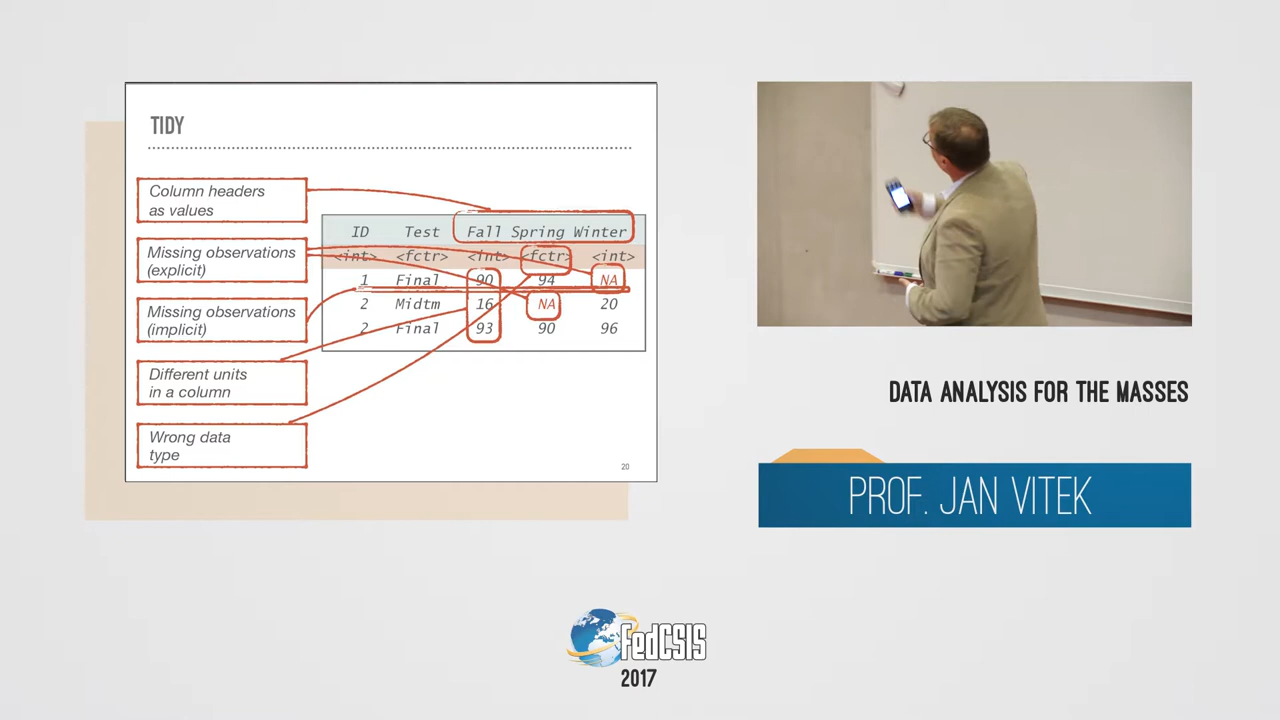 TIDY
Column headers
as values
Missing observations
(explicit)
Missing observations
(implicit)
Different units
in a column
Wrong data
type
ID Test Fall Spring Winter
<int> <fctr> <int> <fctr> <int>
1 Final 90 94 NA
2 Midtm 16 NA 20
2 Final 93 90 96
20
DATA ANALYSIS FOR THE MASSES
PROF. JAN VITEK
FedCSIS
2017